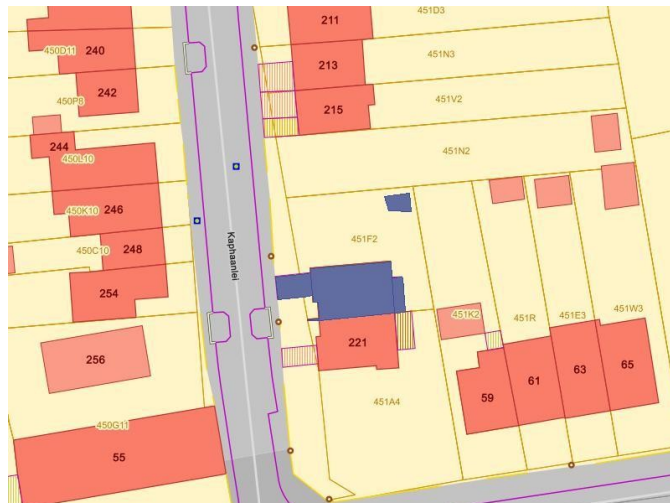 211
451D3
240
450D11
213
451N3
242
450P8
215
451V2
244
450L10
451N2
246
450K10
248
450C10
Kaphaanlei
451F2
254
221
451K2
451R
451E3
451W3
256
59
61
63
65
451A4
450G11
55